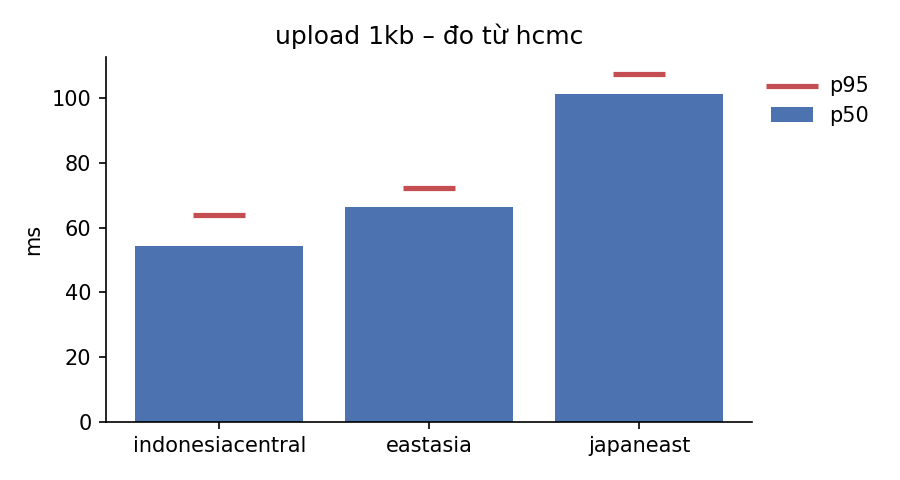 upload 1kb – đo từ hcmc
p95
p50
100
80
60
40
20
0
ms
indonesiacentral
eastasia
japaneast